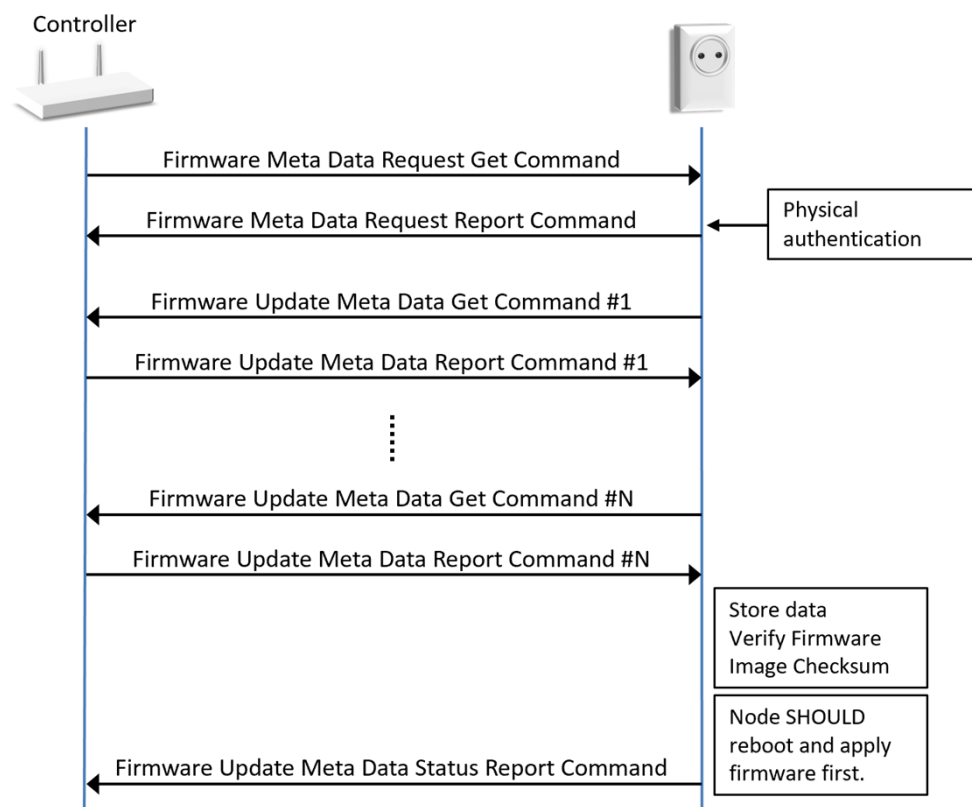 Controller
Firmware Meta Data Request Get Command
Firmware Meta Data Request Report Command
Physical
authentication
Firmware Update Meta Data Get Command #1
Firmware Update Meta Data Report Command #1
Firmware Update Meta Data Get Command #N
Firmware Update Meta Data Report Command #N
Store data
Verify Firmware
Image Checksum
Node SHOULD
reboot and apply
firmware first.
Firmware Update Meta Data Status Report Command